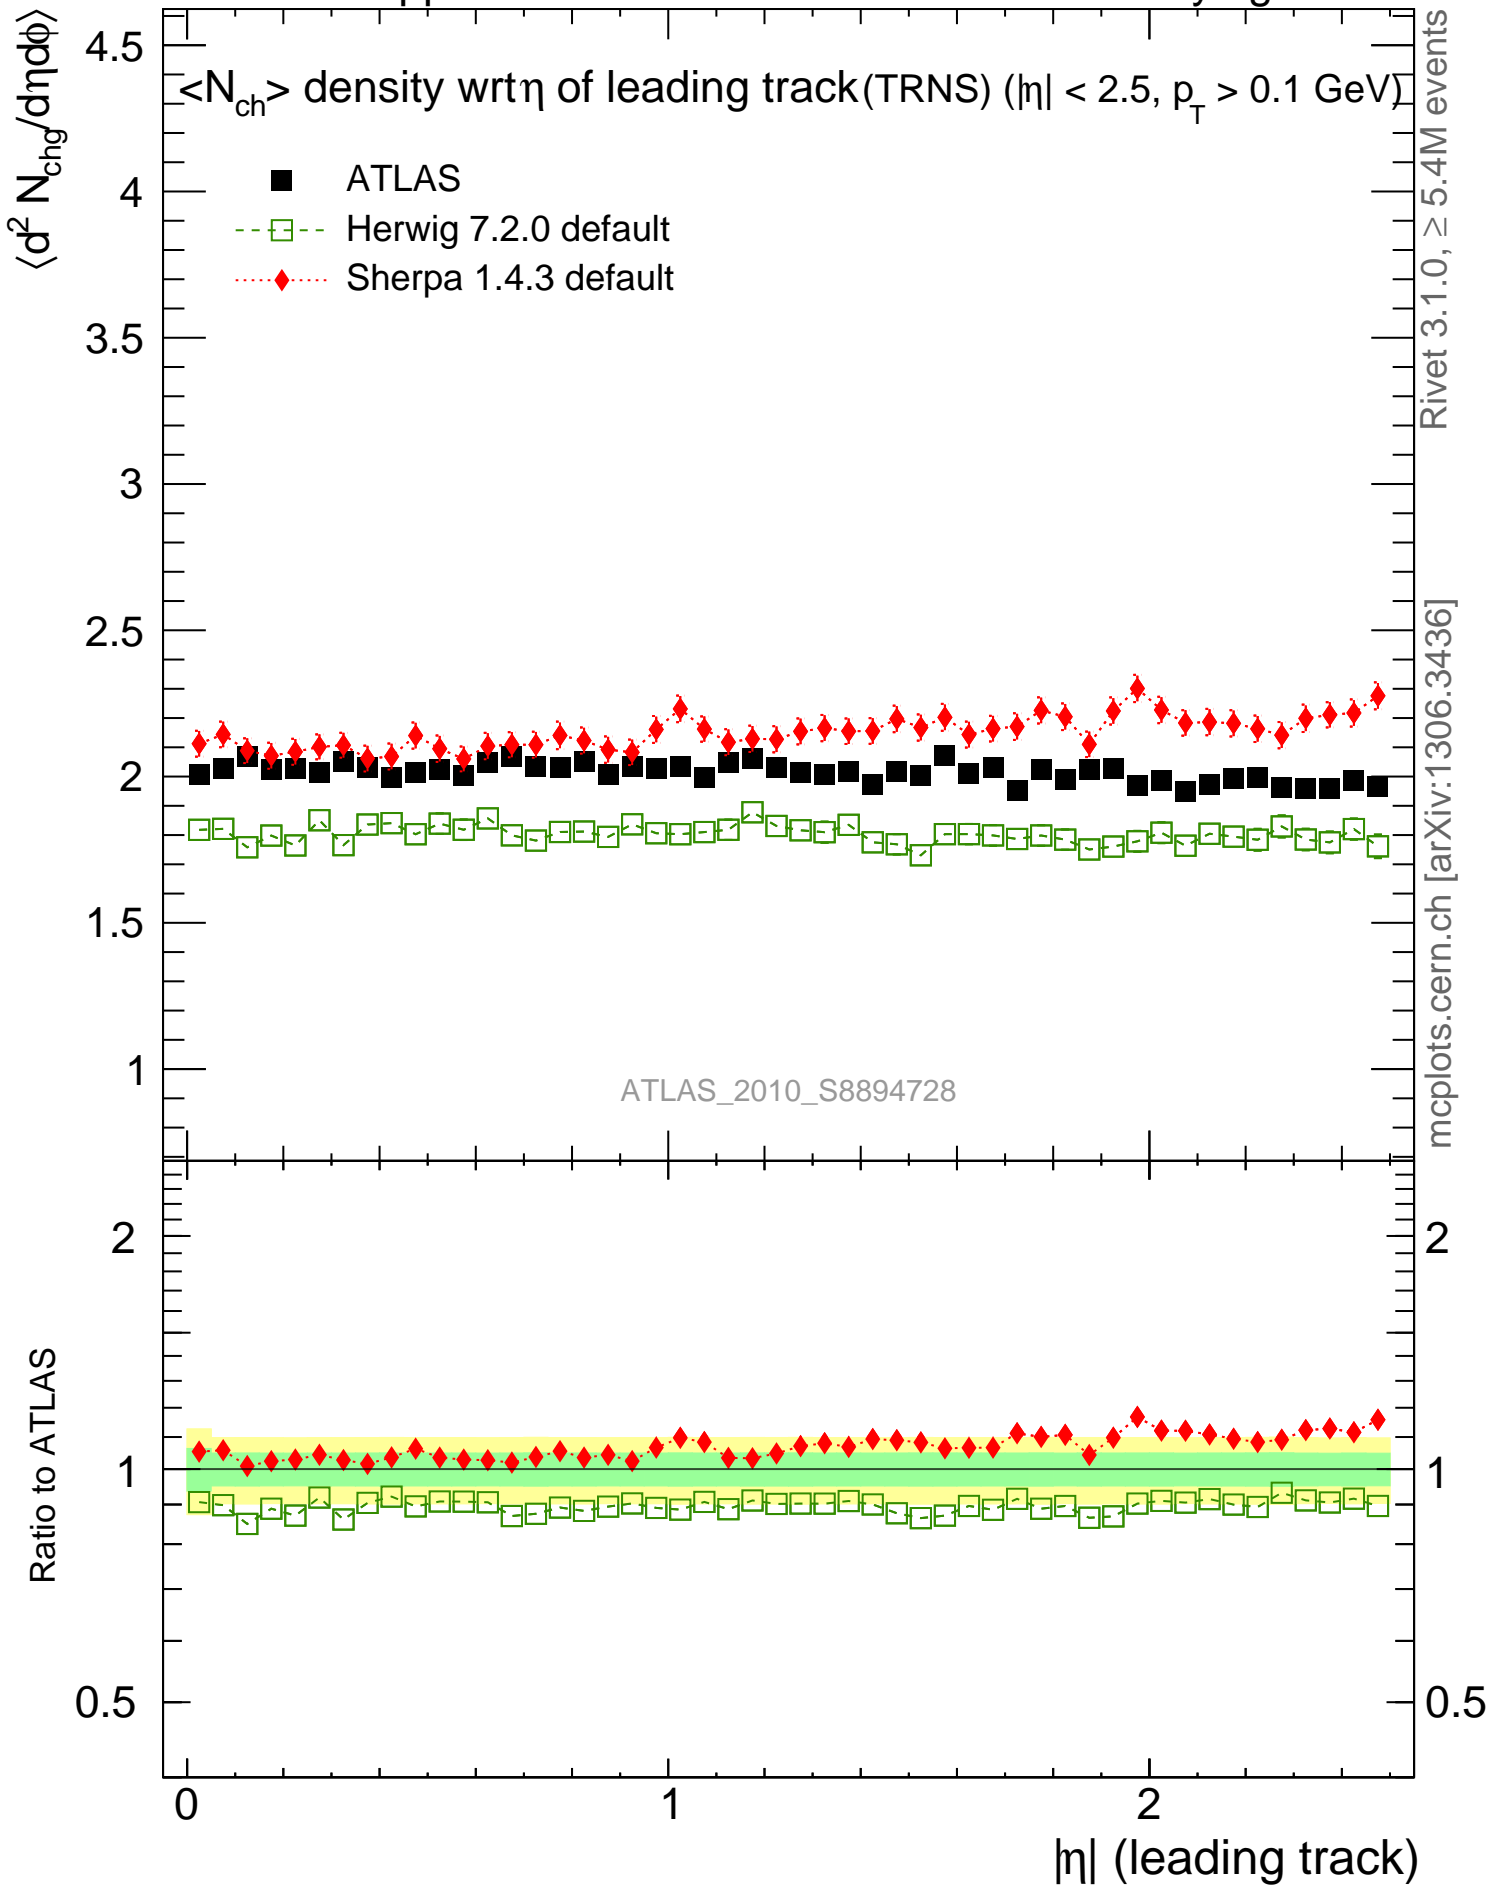 <N_ch> density wrt η of leading track (TRNS) (|η| < 2.5, p_T > 0.1 GeV)
⟨d² N_chg/dηdϕ⟩
ATLAS
Herwig 7.2.0 default
Sherpa 1.4.3 default
4.5
4
3.5
3
2.5
2
1.5
1
ATLAS_2010_S8894728
Rivet 3.1.0, ≥ 5.4M events
mcplots.cern.ch [arXiv:1306.3436]
Ratio to ATLAS
2
1
0.5
2
1
0.5
0
1
2
|η| (leading track)